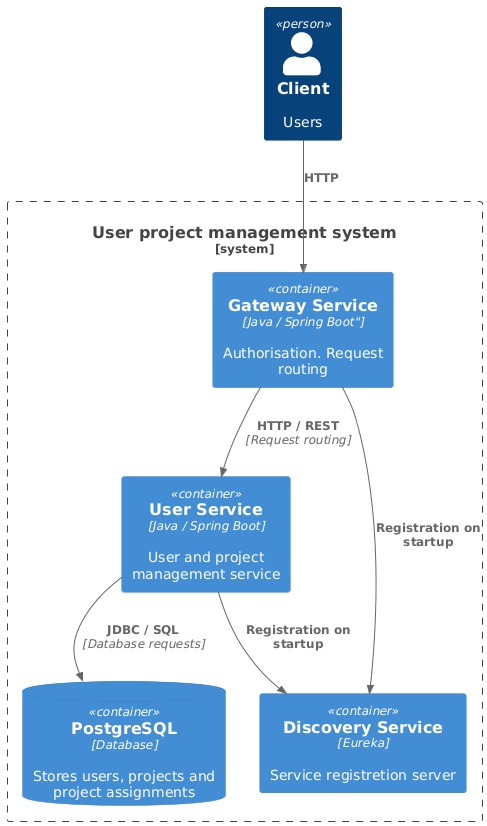 «person»
Client
Users
HTTP
User project management system
[system]
«container»
Gateway Service
[Java / Spring Boot"]
Authorisation. Request
routing
HTTP / REST
[Request routing]
«container»
User Service
[Java / Spring Boot]
User and project
management service
Registration on
startup
JDBC / SQL
[Database requests]
Registration on
startup
«container»
PostgreSQL
[Database]
Stores users, projects and
project assignments
«container»
Discovery Service
[Eureka]
Service registretion server